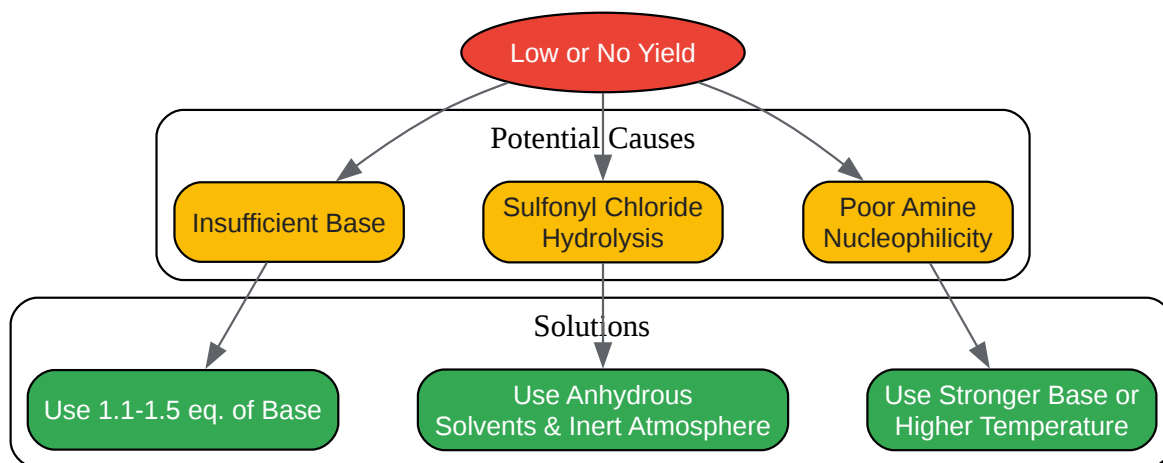 Low or No Yield
Potential Causes
Insufficient Base
Sulfonyl Chloride
Hydrolysis
Poor Amine
Nucleophilicity
Solutions
Use 1.1-1.5 eq. of Base
Use Anhydrous
Solvents & Inert Atmosphere
Use Stronger Base or
Higher Temperature